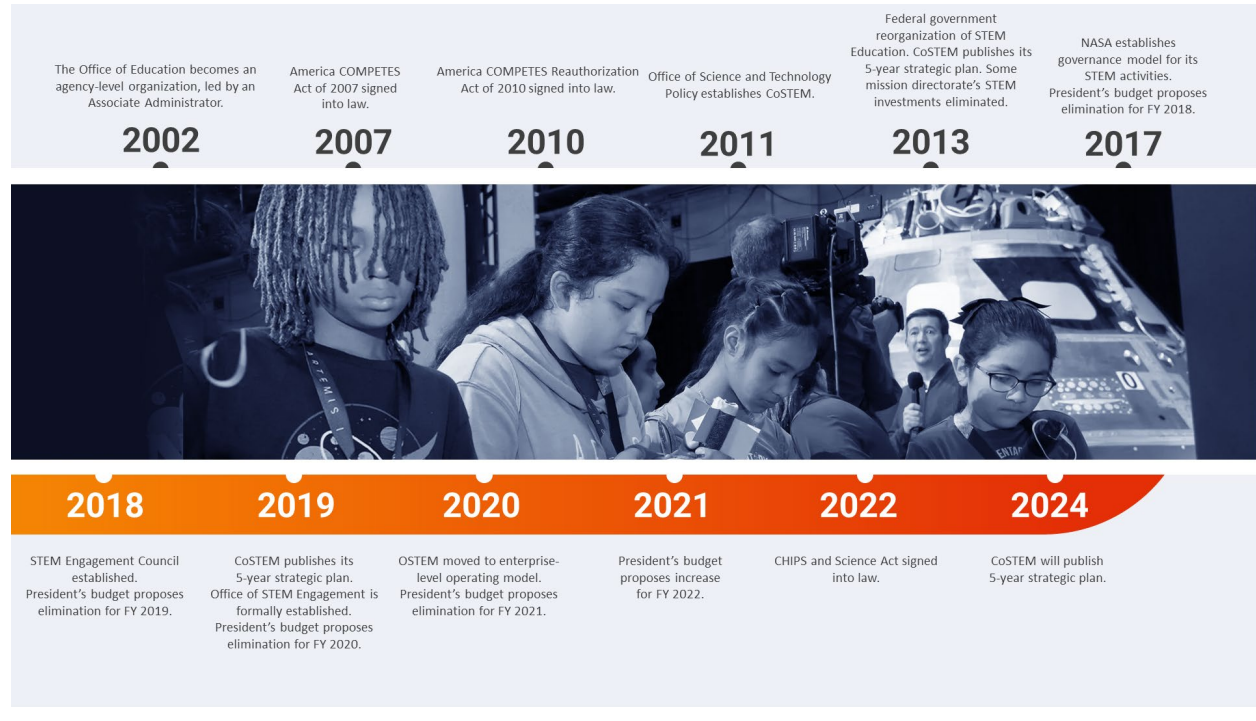 The Office of Education becomes an
agency-level organization, led by an
Associate Administrator.
2002
America COMPETES
Act of 2007 signed
into law.
2007
America COMPETES Reauthorization
Act of 2010 signed into law.
2010
Office of Science and Technology
Policy establishes CoSTEM.
2011
Federal government
reorganization of STEM
Education. CoSTEM publishes its
5-year strategic plan. Some
mission directorate’s STEM
investments eliminated.
2013
NASA establishes
governance model for its
STEM activities.
President’s budget proposes
elimination for FY 2018.
2017
ARTEMIS I
0
2018
STEM Engagement Council
established.
President’s budget proposes
elimination for FY 2019.
2019
CoSTEM publishes its
5-year strategic plan.
Office of STEM Engagement is
formally established.
President’s budget proposes
elimination for FY 2020.
2020
OSTEM moved to enterprise-
level operating model.
President’s budget proposes
elimination for FY 2021.
2021
President’s budget
proposes increase
for FY 2022.
2022
CHIPS and Science Act signed
into law.
2024
CoSTEM will publish
5-year strategic plan.